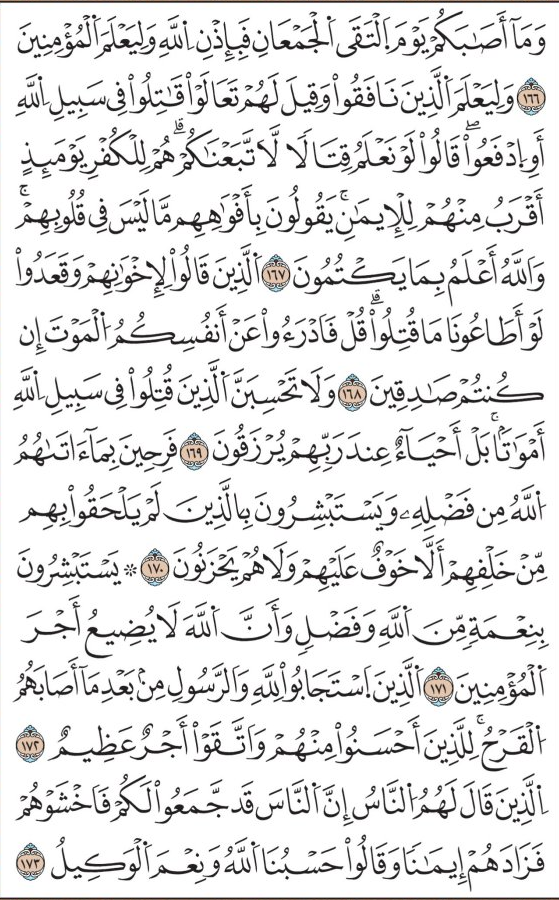 وَمَآ أَصَٰبَكُمْ يَوْمَ ٱلْتَقَى ٱلْجَمْعَانِ فَبِإِذْنِ ٱللَّهِ وَلِيَعْلَمَ ٱلْمُؤْمِنِينَ
١٦٦ وَلِيَعْلَمَ ٱلَّذِينَ نَافَقُوا۟ وَقِيلَ لَهُمْ تَعَالَوْا۟ قَٰتِلُوا۟ فِى سَبِيلِ ٱللَّهِ
أَوِ ٱدْفَعُوا۟ۖ قَالُوا۟ لَوْ نَعْلَمُ قِتَالًا لَّا تَّبَعْنَٰكُمْۗ هُمْ لِلْكُفْرِ يَوْمَئِذٍ
أَقْرَبُ مِنْهُمْ لِلْإِيمَٰنِۚ يَقُولُونَ بِأَفْوَٰهِهِم مَّا لَيْسَ فِى قُلُوبِهِمْۚ
وَٱللَّهُ أَعْلَمُ بِمَا يَكْتُمُونَ ١٦٧ ٱلَّذِينَ قَالُوا۟ لِإِخْوَٰنِهِمْ وَقَعَدُوا۟
لَوْ أَطَاعُونَا مَا قُتِلُوا۟ۗ قُلْ فَٱدْرَءُوا۟ عَنْ أَنفُسِكُمُ ٱلْمَوْتَ إِن
كُنتُمْ صَٰدِقِينَ ١٦٨ وَلَا تَحْسِبَنَّ ٱلَّذِينَ قُتِلُوا۟ فِى سَبِيلِ ٱللَّهِ
أَمْوَٰتًۢاۚ بَلْ أَحْيَآءٌ عِندَ رَبِّهِمْ يُرْزَقُونَ ١٦٩ فَرِحِينَ بِمَآ ءَاتَىٰهُمُ
ٱللَّهُ مِن فَضْلِهِۦ وَيَسْتَبْشِرُونَ بِٱلَّذِينَ لَمْ يَلْحَقُوا۟ بِهِم
مِّنْ خَلْفِهِمْ أَلَّا خَوْفٌ عَلَيْهِمْ وَلَا هُمْ يَحْزَنُونَ ١٧٠ ۞ يَسْتَبْشِرُونَ
بِنِعْمَةٍ مِّنَ ٱللَّهِ وَفَضْلٍ وَأَنَّ ٱللَّهَ لَا يُضِيعُ أَجْرَ
ٱلْمُؤْمِنِينَ ١٧١ ٱلَّذِينَ ٱسْتَجَابُوا۟ لِلَّهِ وَٱلرَّسُولِ مِنۢ بَعْدِ مَآ أَصَابَهُمُ
ٱلْقَرْحُۚ لِلَّذِينَ أَحْسَنُوا۟ مِنْهُمْ وَٱتَّقَوْا۟ أَجْرٌ عَظِيمٌ ١٧٢
ٱلَّذِينَ قَالَ لَهُمُ ٱلنَّاسُ إِنَّ ٱلنَّاسَ قَد جَّمَعُوا۟ لَكُمْ فَٱخْشَوْهُمْ
فَزَادَهُمْ إِيمَٰنًا وَقَالُوا۟ حَسْبُنَا ٱللَّهُ وَنِعْمَ ٱلْوَكِيلُ ١٧٣